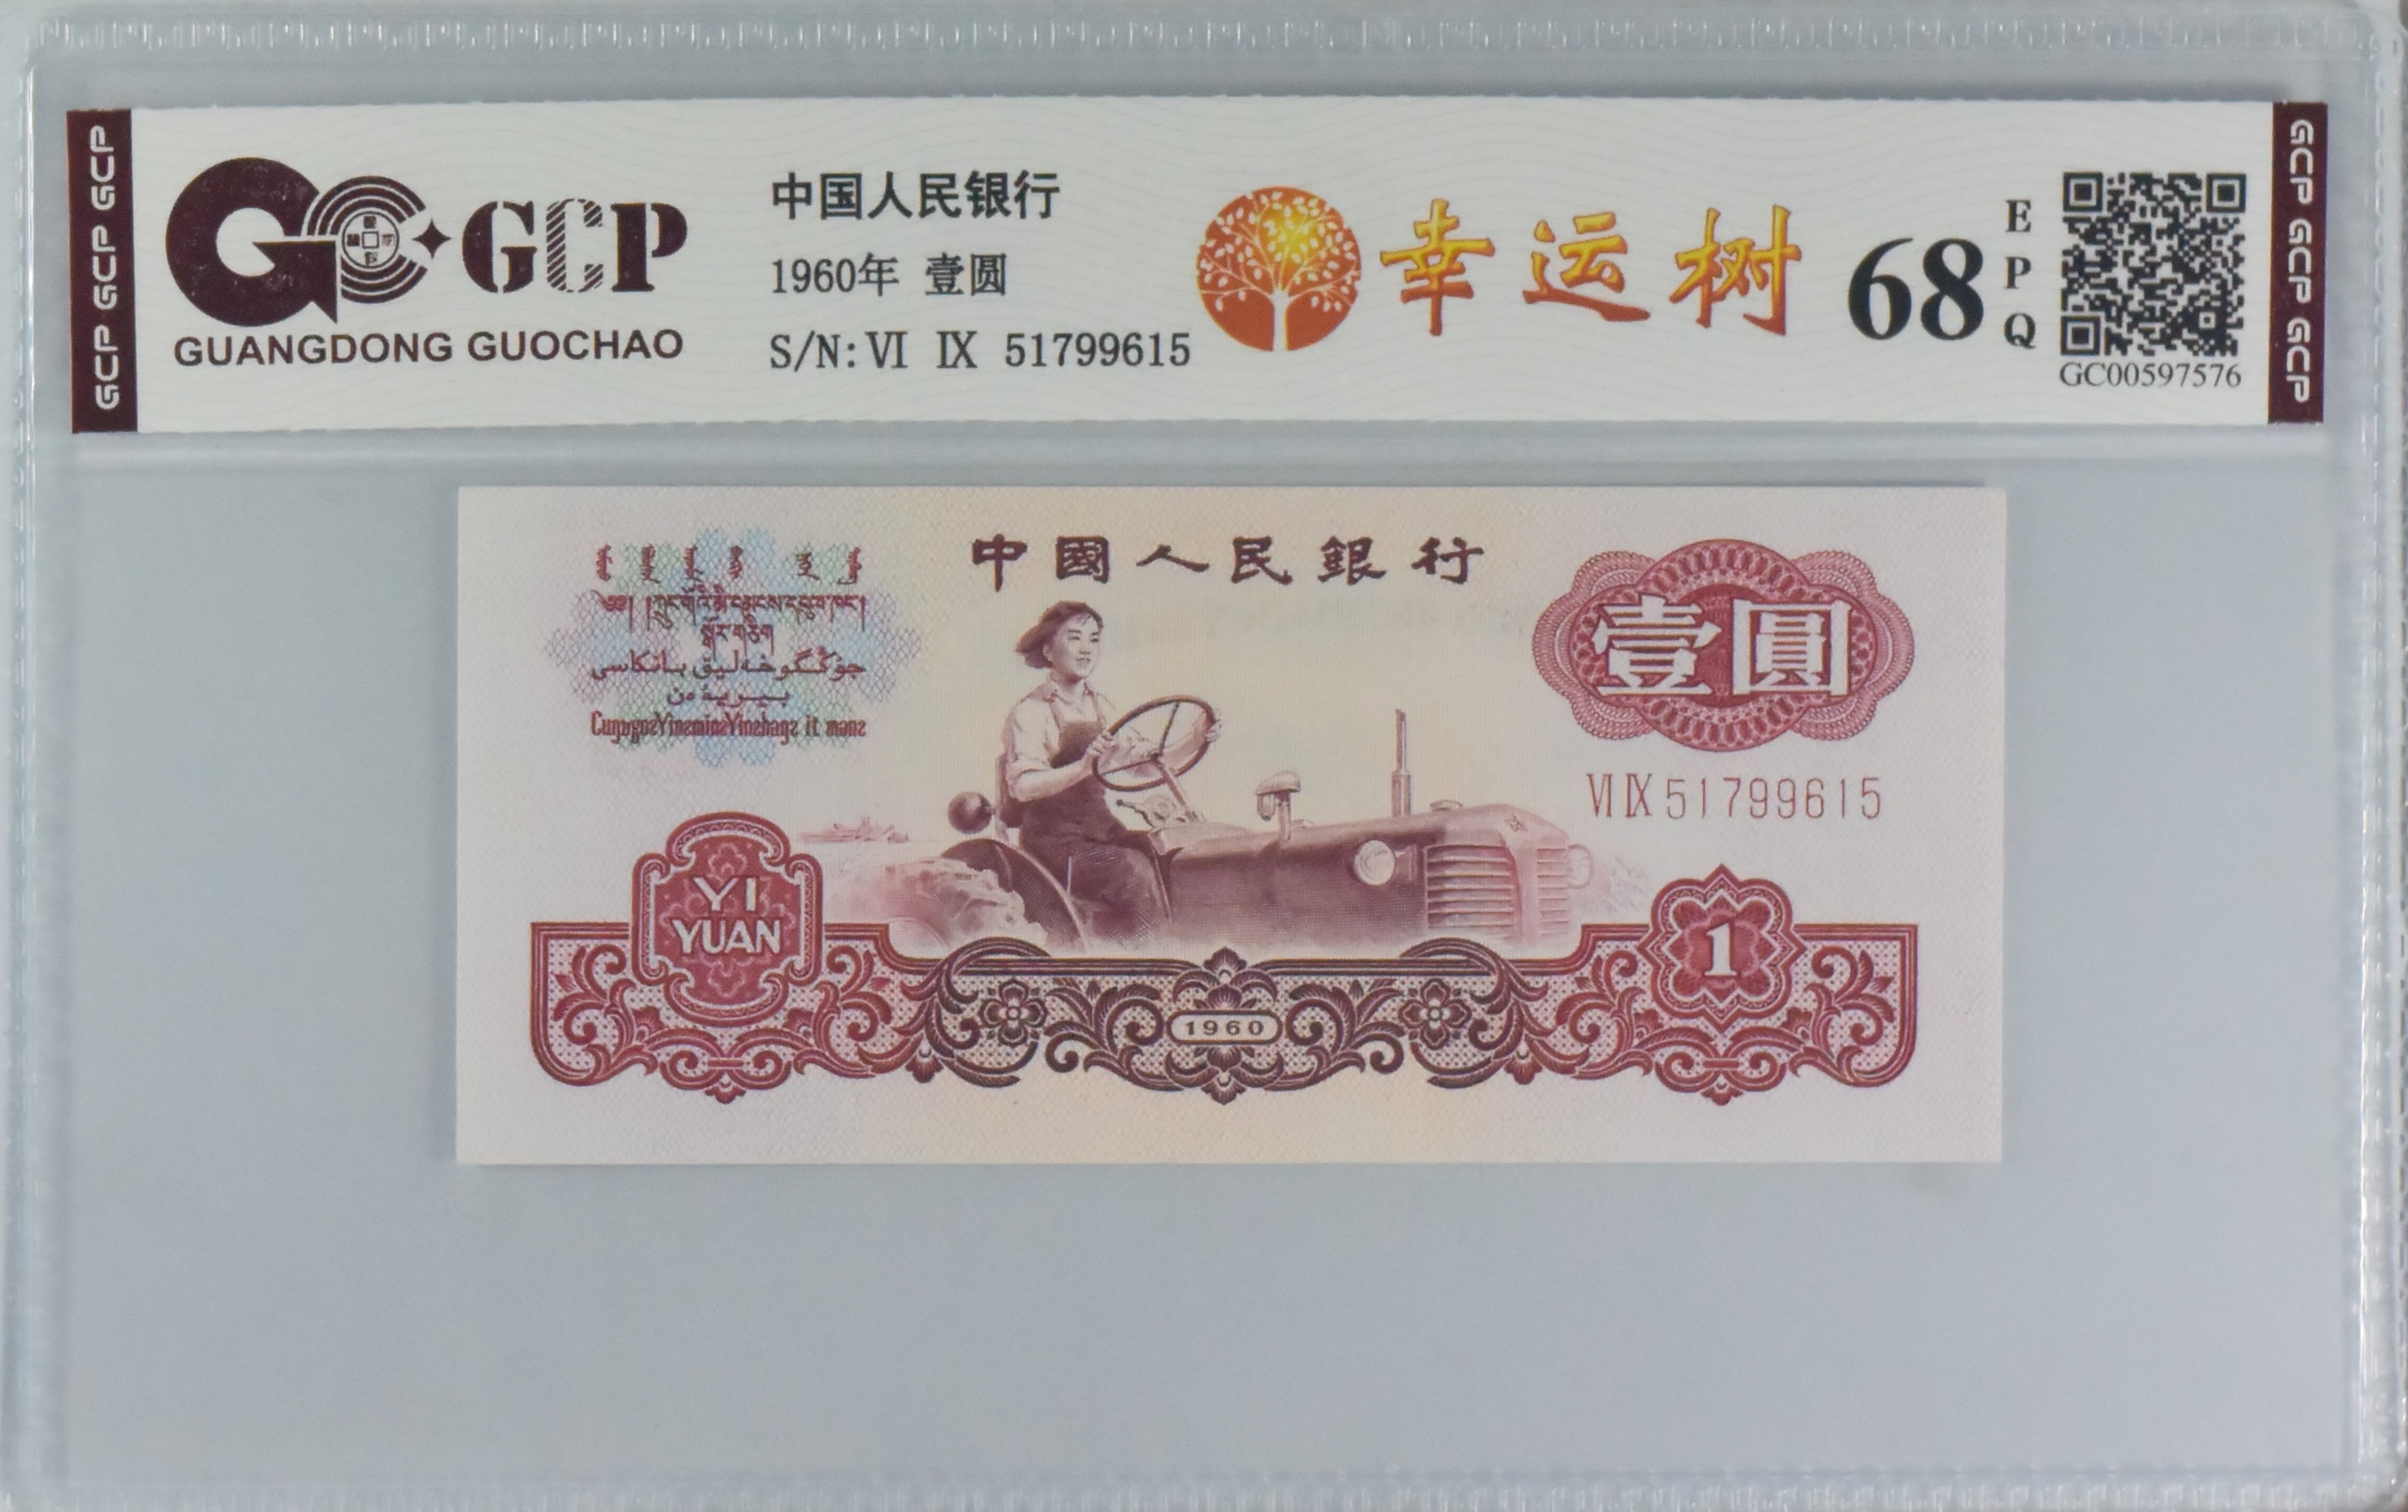 GCP GCP GCP
GCP
GUANGDONG GUOCHAO
中国人民银行
1960年 壹圆
S/N: VI IX 51799615
幸运树
68
E
P
Q
GC00597576
GCP GCP GCP
中國人民銀行
壹圓
VI IX 51799615
YI
YUAN
1
1960